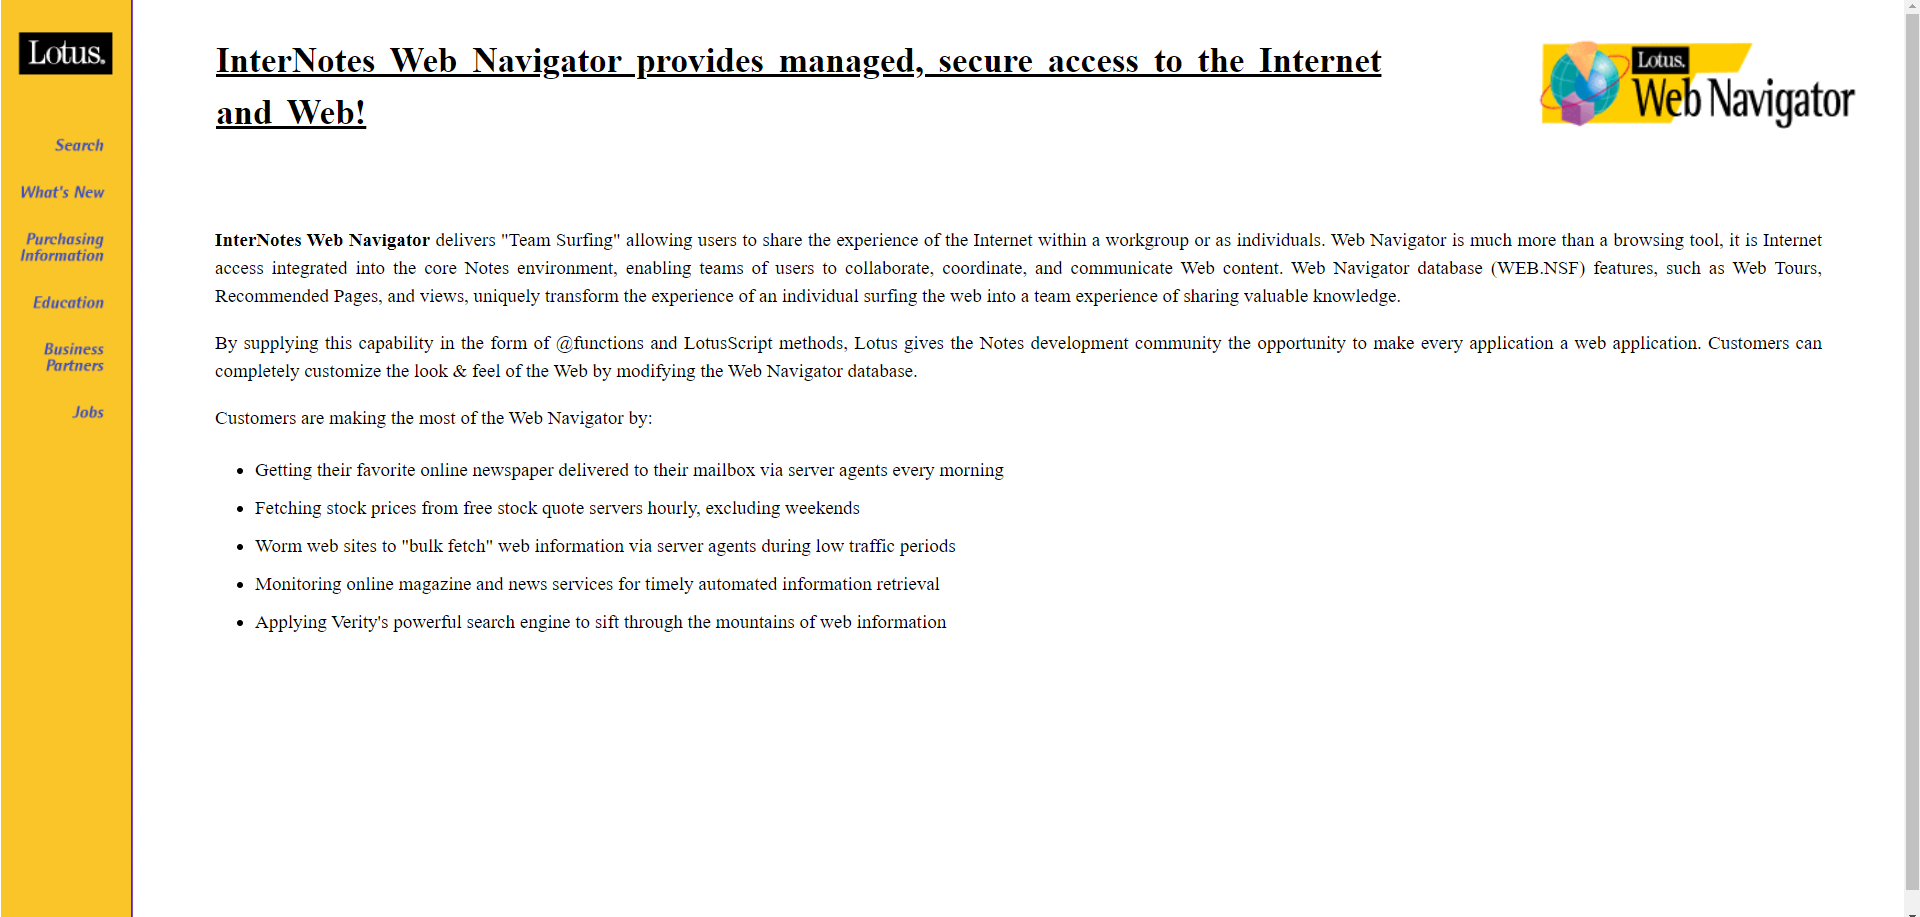 Lotus.
Search
What's New
Purchasing
Information
Education
Business
Partners
Jobs
InterNotes Web Navigator provides managed, secure access to the Internet
and Web!
Lotus.
Web Navigator
InterNotes Web Navigator delivers "Team Surfing" allowing users to share the experience of the Internet within a workgroup or as individuals. Web Navigator is much more than a browsing tool, it is Internet
access integrated into the core Notes environment, enabling teams of users to collaborate, coordinate, and communicate Web content. Web Navigator database (WEB.NSF) features, such as Web Tours,
Recommended Pages, and views, uniquely transform the experience of an individual surfing the web into a team experience of sharing valuable knowledge.
By supplying this capability in the form of @functions and LotusScript methods, Lotus gives the Notes development community the opportunity to make every application a web application. Customers can
completely customize the look & feel of the Web by modifying the Web Navigator database.
Customers are making the most of the Web Navigator by:
• Getting their favorite online newspaper delivered to their mailbox via server agents every morning
• Fetching stock prices from free stock quote servers hourly, excluding weekends
• Worm web sites to "bulk fetch" web information via server agents during low traffic periods
• Monitoring online magazine and news services for timely automated information retrieval
• Applying Verity's powerful search engine to sift through the mountains of web information